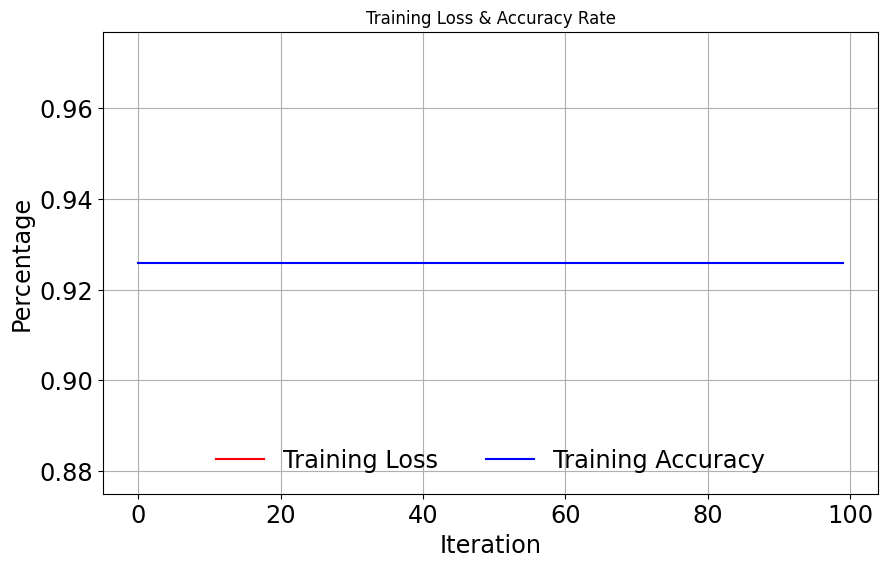 Training Loss & Accuracy Rate
Percentage
0.96
0.94
0.92
0.90
0.88
Training Loss
Training Accuracy
0 20 40 60 80 100
Iteration